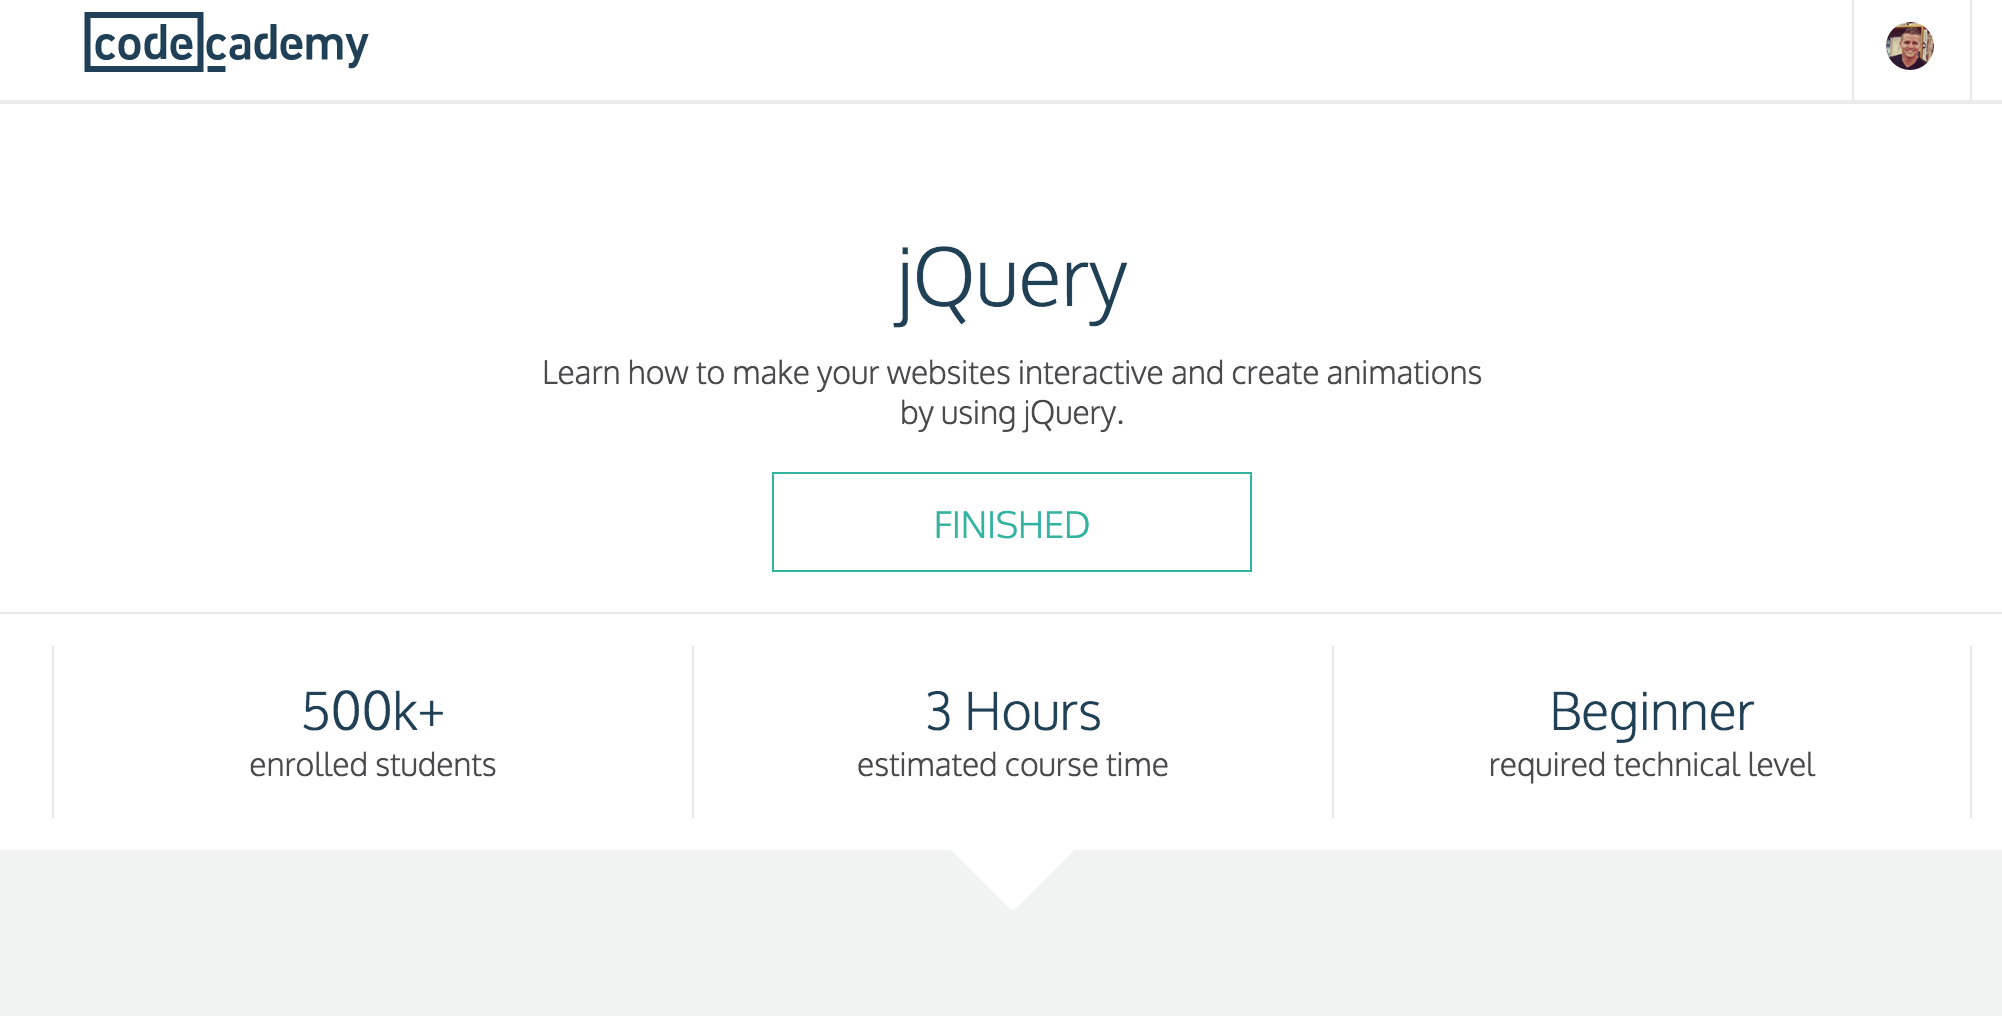 codecademy
jQuery
Learn how to make your websites interactive and create animations
by using jQuery.
FINISHED
500k+
enrolled students
3 Hours
estimated course time
Beginner
required technical level